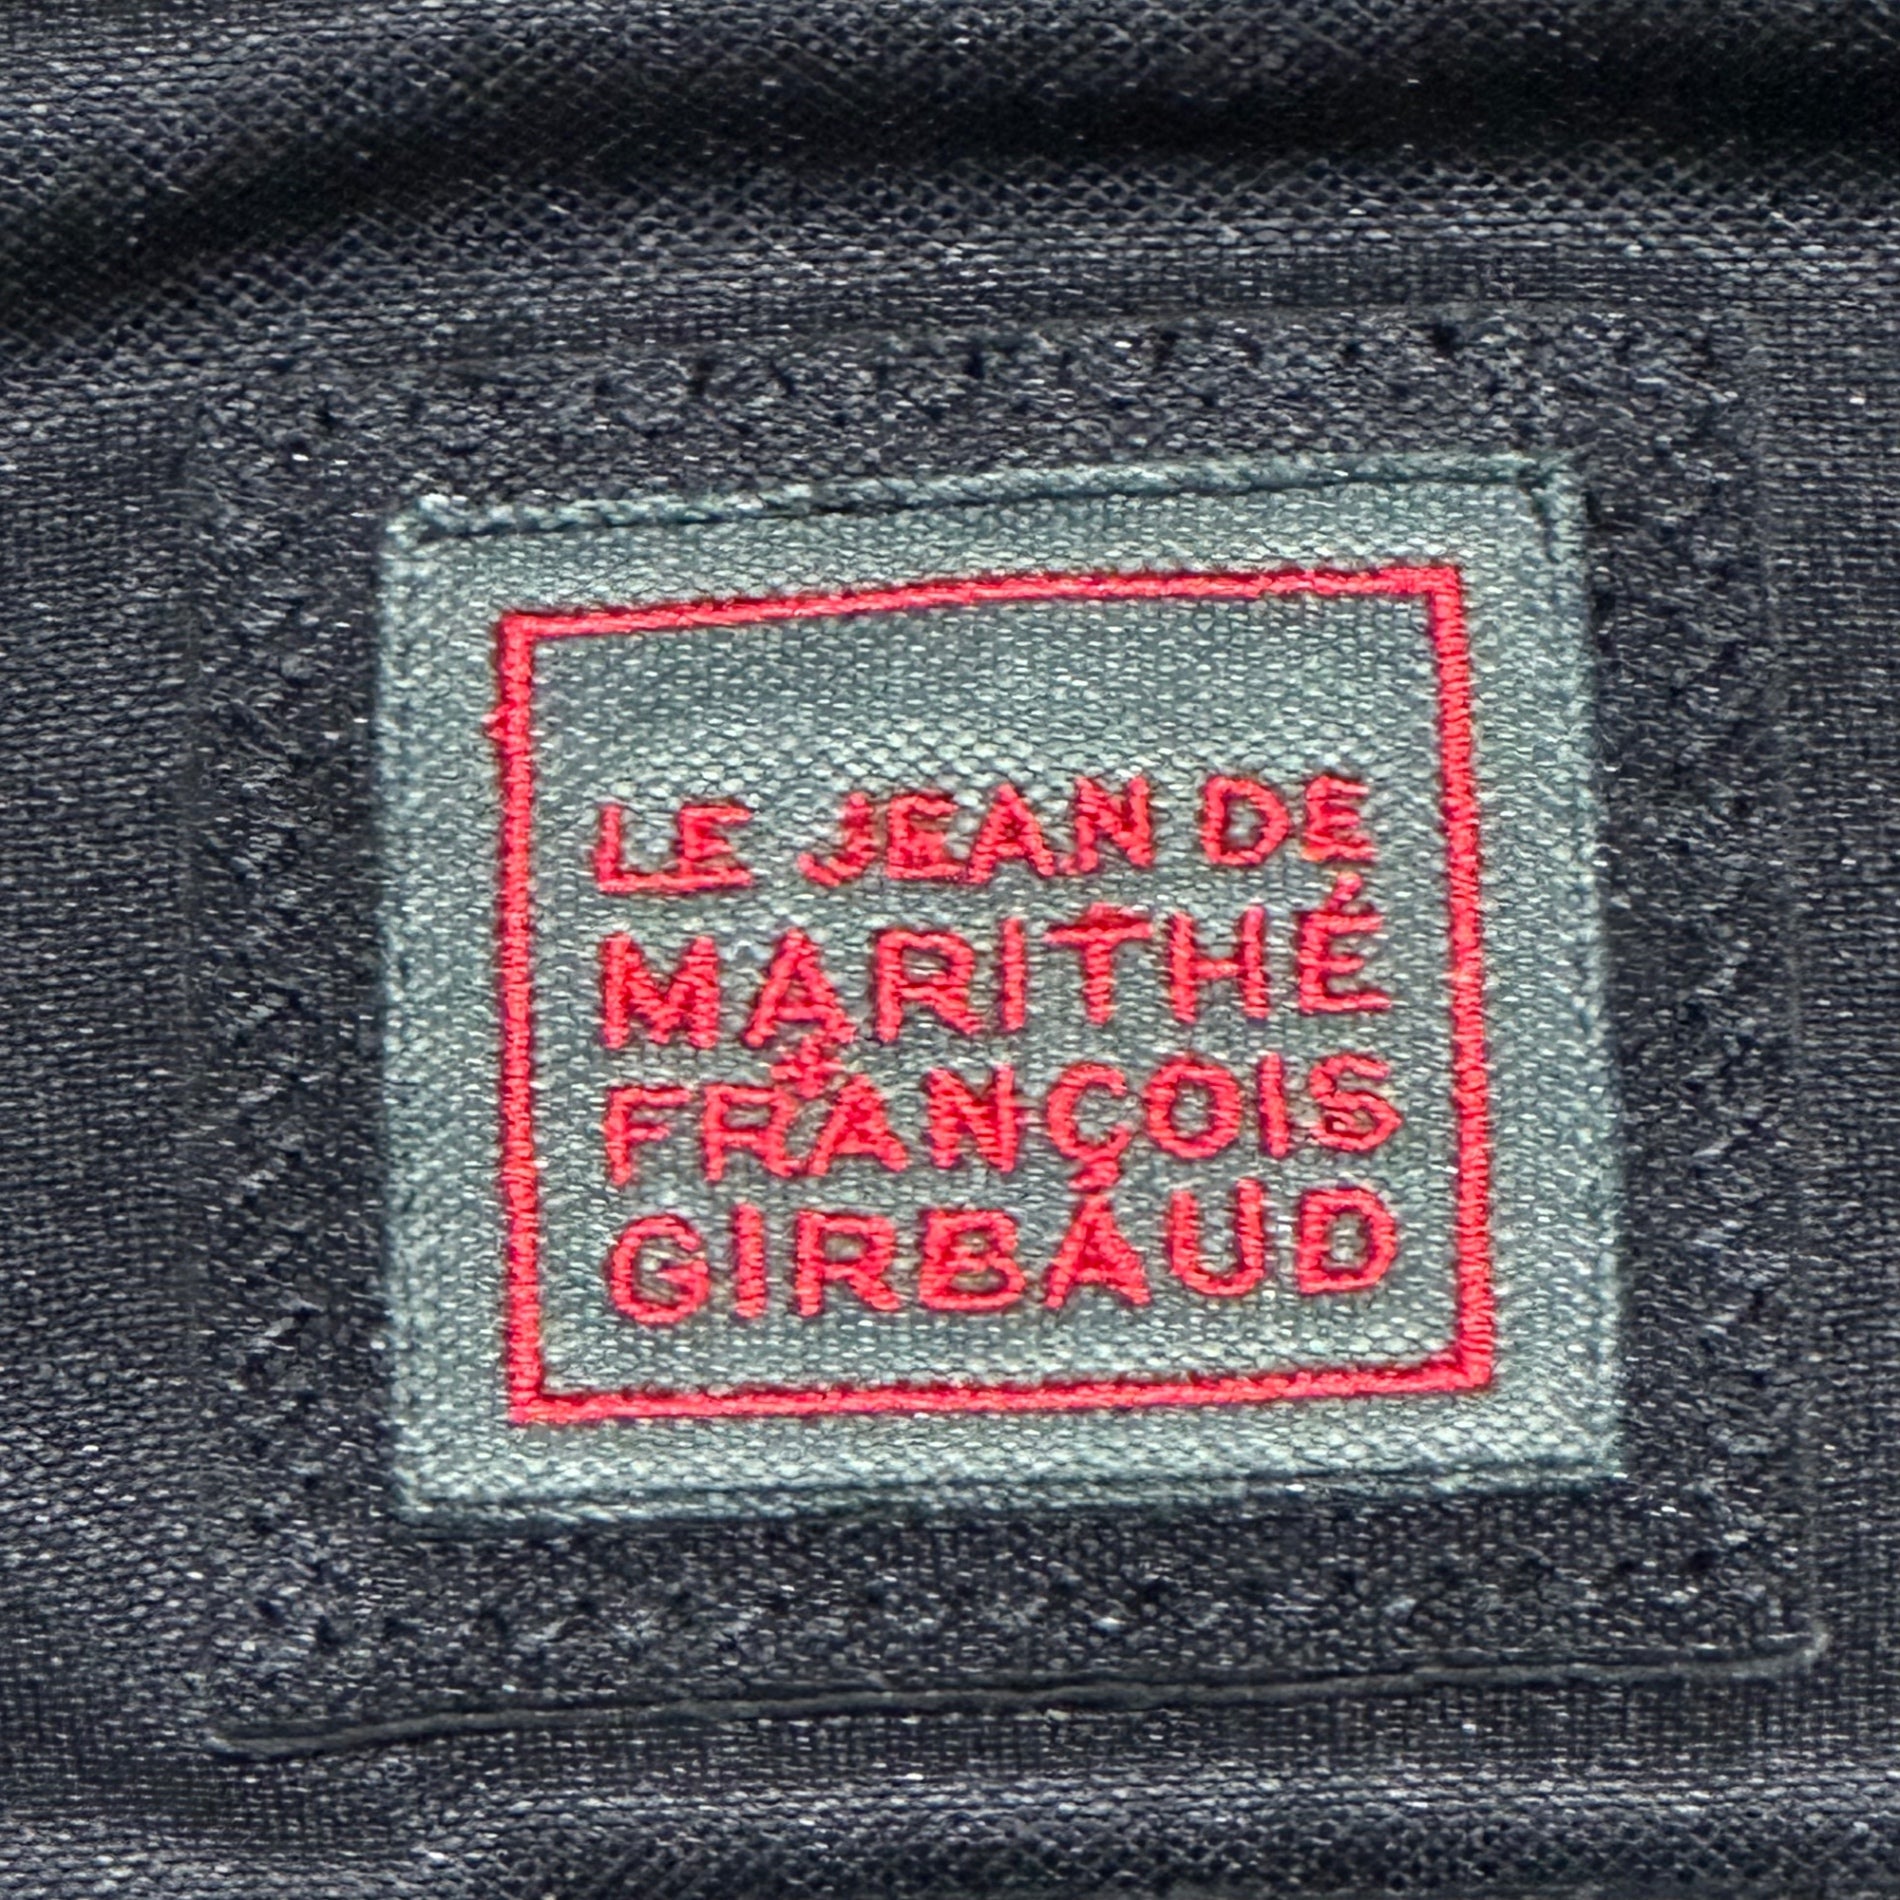 LE JEAN DE
MARITHÉ
&
FRANÇOIS
GIRBAUD